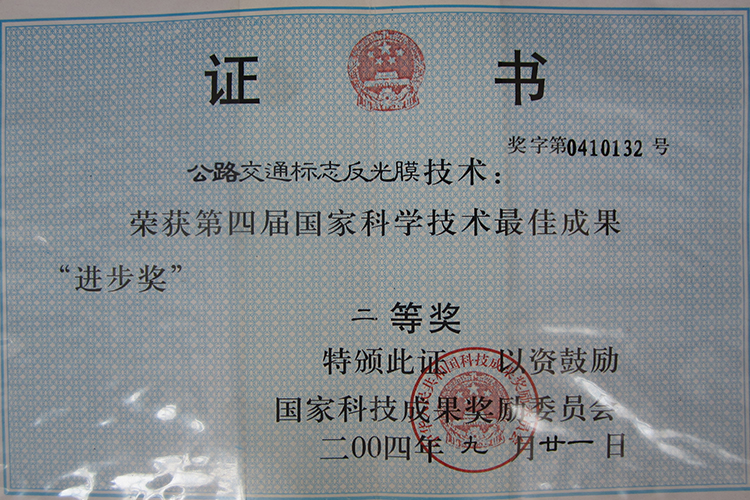 证 书
奖字第0410132号
公路交通标志反光膜技术：
荣获第四届国家科学技术最佳成果
“进步奖”
二等奖
特颁此证 以资鼓励
国家科技成果奖励委员会
二00四年九月廿一日